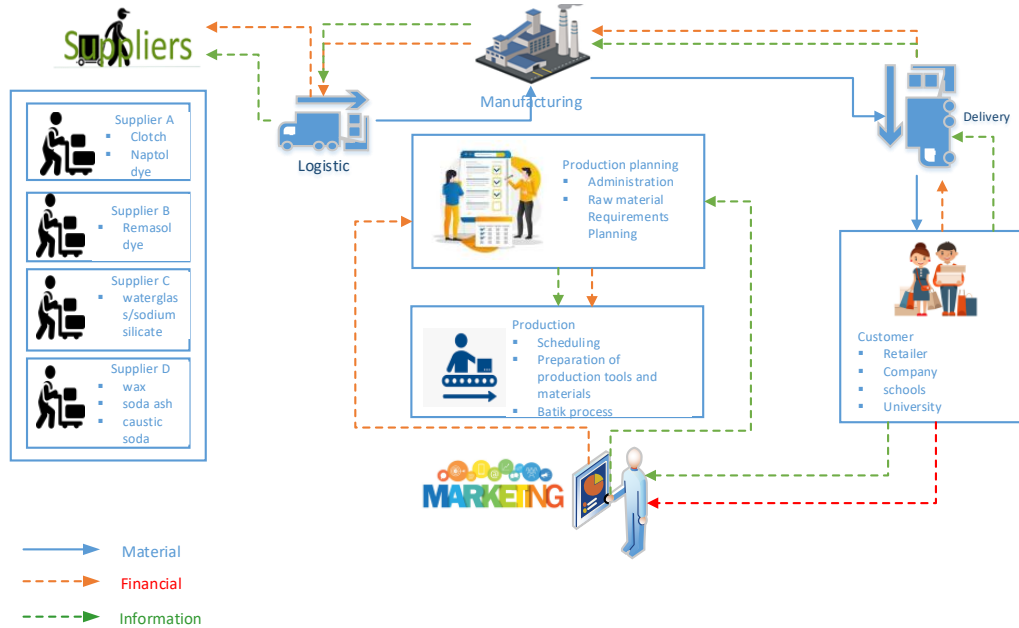 Suppliers
Supplier A
▪ Clotch
▪ Naptol
dye
Supplier B
▪ Remasol
dye
Supplier C
▪ waterglas
s/sodium
silicate
Supplier D
▪ wax
▪ soda ash
▪ caustic
soda
Logistic
Manufacturing
Delivery
Production planning
▪ Administration
▪ Raw material
Requirements
Planning
Production
▪ Scheduling
▪ Preparation of
production tools and
materials
▪ Batik process
Customer
▪ Retailer
▪ Company
▪ schools
▪ University
MARKETING
Material
Financial
Information